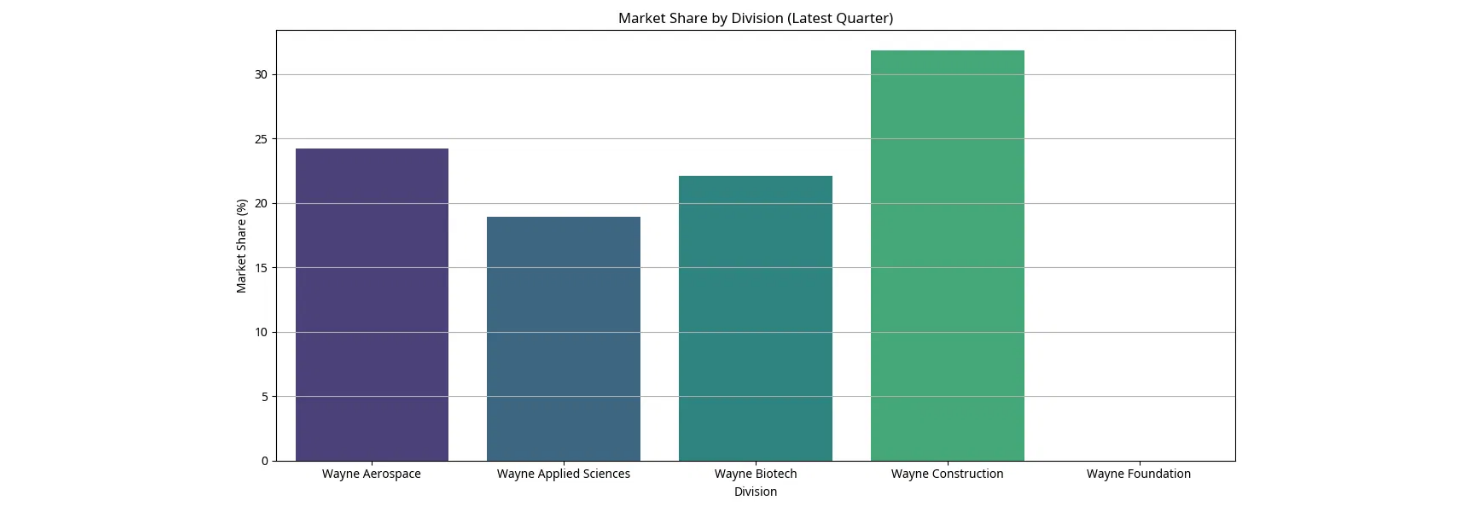 Market Share by Division (Latest Quarter)
Market Share (%)
30
25
20
15
10
5
0
Wayne Aerospace
Wayne Applied Sciences
Wayne Biotech
Wayne Construction
Wayne Foundation
Division